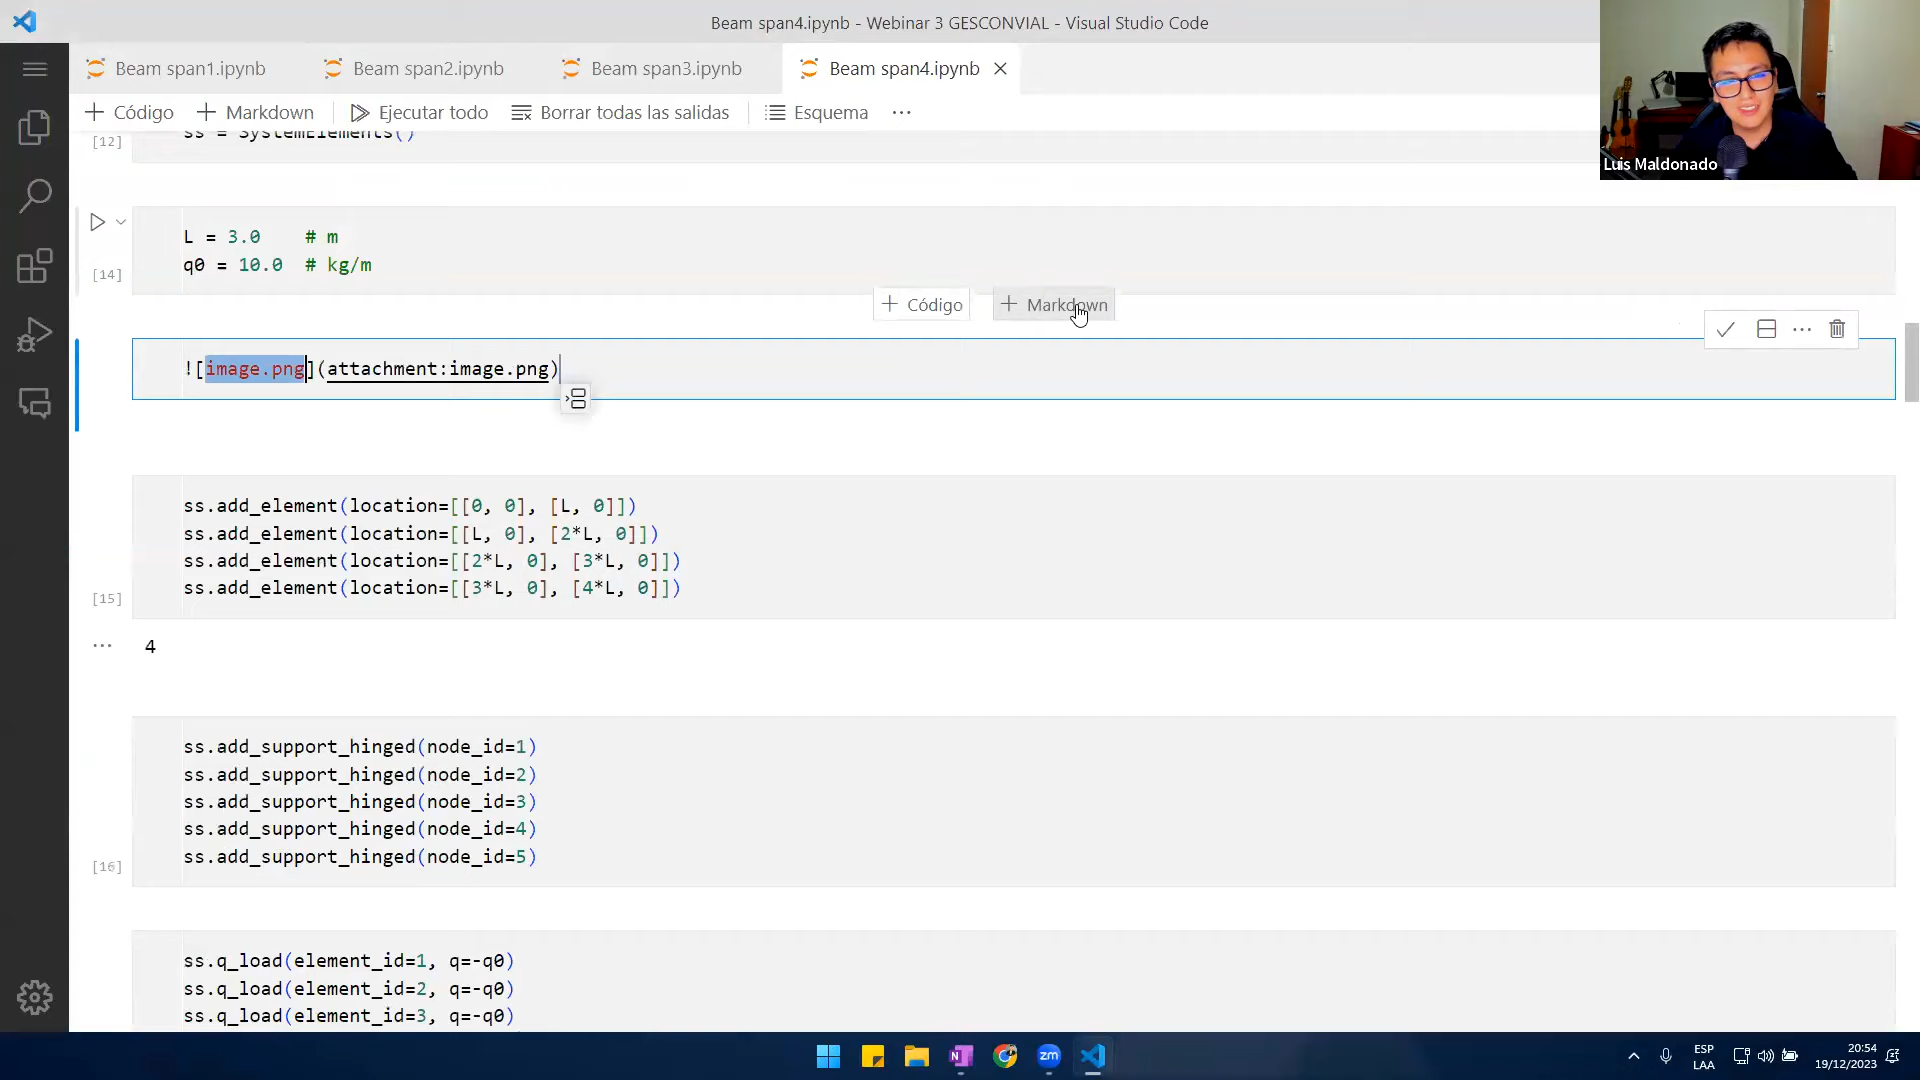 Beam span4.ipynb - Webinar 3 GESCONVIAL - Visual Studio Code
Beam span1.ipynb
Beam span2.ipynb
Beam span3.ipynb
Beam span4.ipynb
Código
Markdown
Ejecutar todo
Borrar todas las salidas
Esquema
Luis Maldonado
ss = SystemElements()
[12]
L = 3.0    # m
q0 = 10.0  # kg/m
[14]
Código
Markdown
![image.png](attachment:image.png)
ss.add_element(location=[[0, 0], [L, 0]])
ss.add_element(location=[[L, 0], [2*L, 0]])
ss.add_element(location=[[2*L, 0], [3*L, 0]])
ss.add_element(location=[[3*L, 0], [4*L, 0]])
[15]
4
ss.add_support_hinged(node_id=1)
ss.add_support_hinged(node_id=2)
ss.add_support_hinged(node_id=3)
ss.add_support_hinged(node_id=4)
ss.add_support_hinged(node_id=5)
[16]
ss.q_load(element_id=1, q=-q0)
ss.q_load(element_id=2, q=-q0)
ss.q_load(element_id=3, q=-q0)
N
zm
ESP
LAA
20:54
19/12/2023